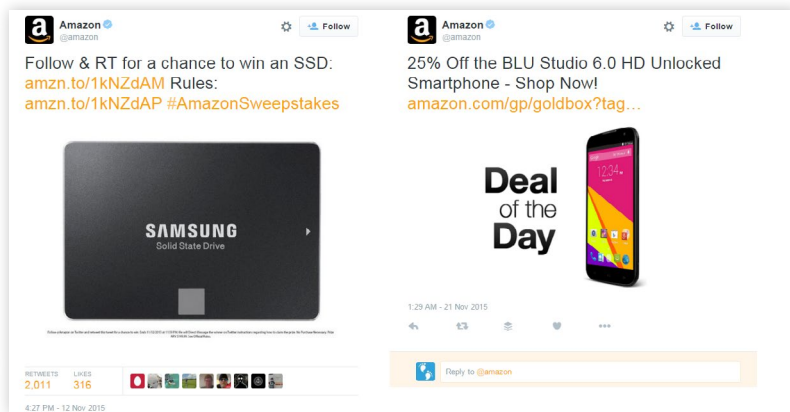 Amazon
@amazon
Follow
Follow & RT for a chance to win an SSD:
amzn.to/1kNZdAM Rules:
amzn.to/1kNZdAP #AmazonSweepstakes
SAMSUNG
Solid State Drive
RETWEETS
LIKES
2,011
316
4:27 PM - 12 Nov 2015
Amazon
@amazon
Follow
25% Off the BLU Studio 6.0 HD Unlocked
Smartphone - Shop Now!
amazon.com/gp/goldbox?tag…
Deal
of the
Day
12:34
1:29 AM - 21 Nov 2015
Reply to @amazon